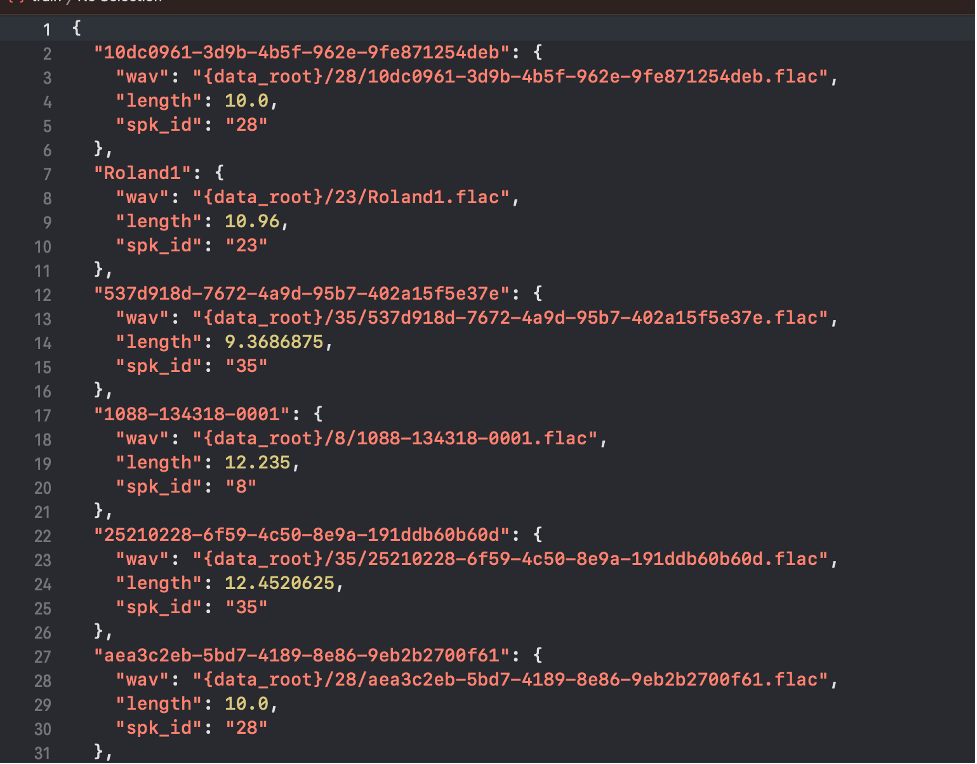 1 {
2 "10dc0961-3d9b-4b5f-962e-9fe871254deb": {
3 "wav": "{data_root}/28/10dc0961-3d9b-4b5f-962e-9fe871254deb.flac",
4 "length": 10.0,
5 "spk_id": "28"
6 },
7 "Roland1": {
8 "wav": "{data_root}/23/Roland1.flac",
9 "length": 10.96,
10 "spk_id": "23"
11 },
12 "537d918d-7672-4a9d-95b7-402a15f5e37e": {
13 "wav": "{data_root}/35/537d918d-7672-4a9d-95b7-402a15f5e37e.flac",
14 "length": 9.3686875,
15 "spk_id": "35"
16 },
17 "1088-134318-0001": {
18 "wav": "{data_root}/8/1088-134318-0001.flac",
19 "length": 12.235,
20 "spk_id": "8"
21 },
22 "25210228-6f59-4c50-8e9a-191ddb60b60d": {
23 "wav": "{data_root}/35/25210228-6f59-4c50-8e9a-191ddb60b60d.flac",
24 "length": 12.4520625,
25 "spk_id": "35"
26 },
27 "aea3c2eb-5bd7-4189-8e86-9eb2b2700f61": {
28 "wav": "{data_root}/28/aea3c2eb-5bd7-4189-8e86-9eb2b2700f61.flac",
29 "length": 10.0,
30 "spk_id": "28"
31 },